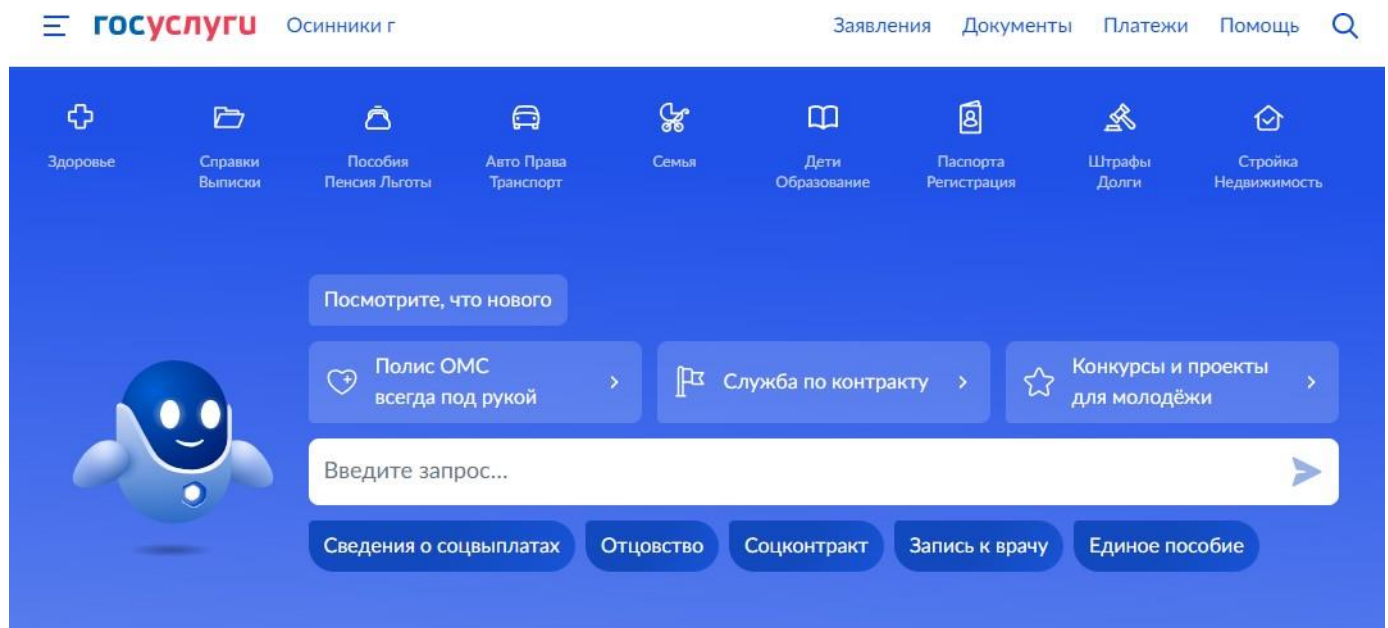 госуслуги Осинники г Заявления Документы Платежи Помощь
Здоровье
Справки
Выписки
Пособия
Пенсия Льготы
Авто Права
Транспорт
Семья
Дети
Образование
Паспорта
Регистрация
Штрафы
Долги
Стройка
Недвижимость
Посмотрите, что нового
Полис ОМС
всегда под рукой
Служба по контракту
Конкурсы и проекты
для молодёжи
Введите запрос...
Сведения о соцвыплатах Отцовство Соцконтракт Запись к врачу Единое пособие